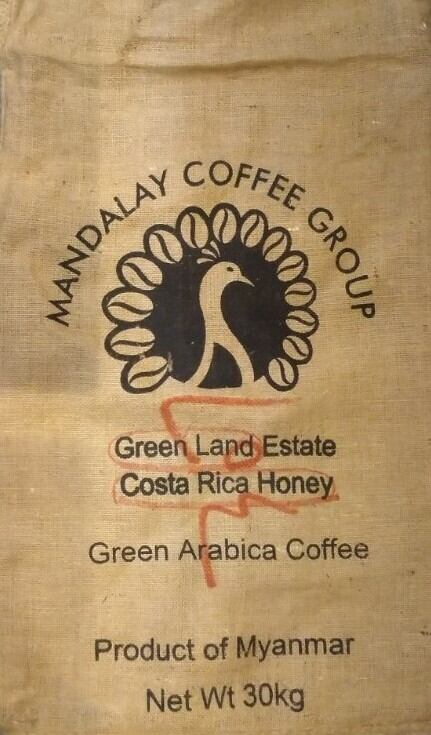 MANDALAY COFFEE GROUP
Green Land Estate
Costa Rica Honey
Green Arabica Coffee
Product of Myanmar
Net Wt 30kg